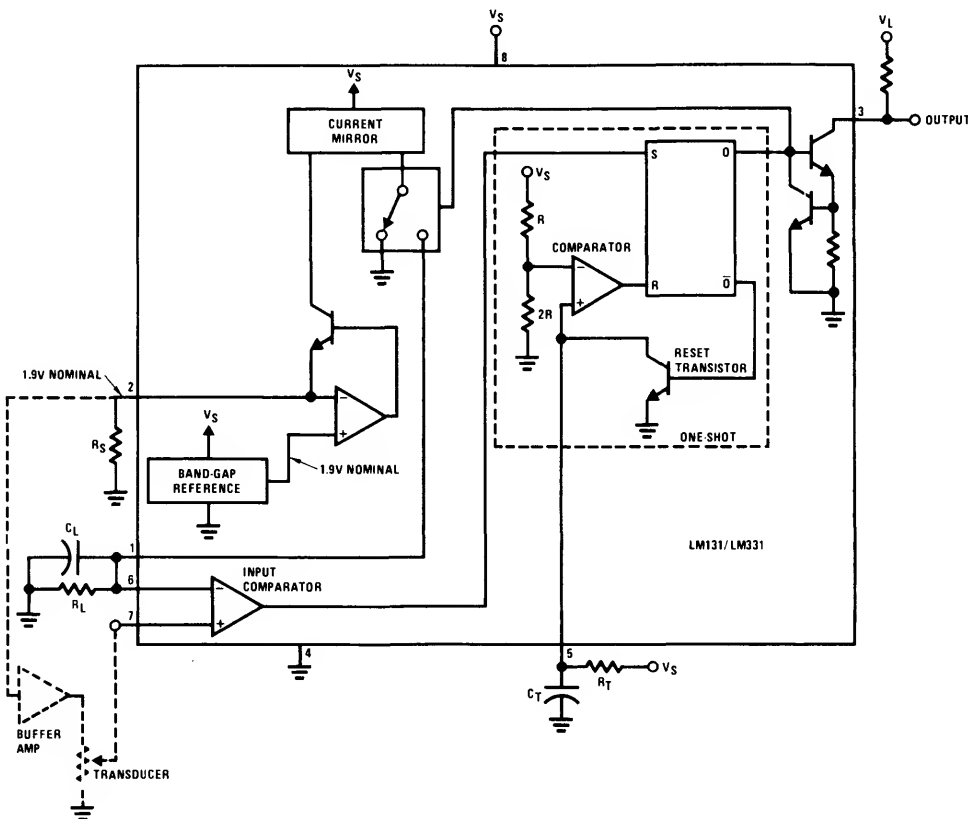 VS
8
VL
VS
CURRENT
MIRROR
3
OUTPUT
S
O
VS
R
COMPARATOR
−
+
R
2R
O̅
RESET
TRANSISTOR
ONE-SHOT
1.9V NOMINAL
2
−
+
RS
VS
BAND-GAP
REFERENCE
1.9V NOMINAL
LM131/LM331
CL
1
INPUT
COMPARATOR
6
−
RL
7
+
4
5
RT
VS
CT
BUFFER
AMP
TRANSDUCER